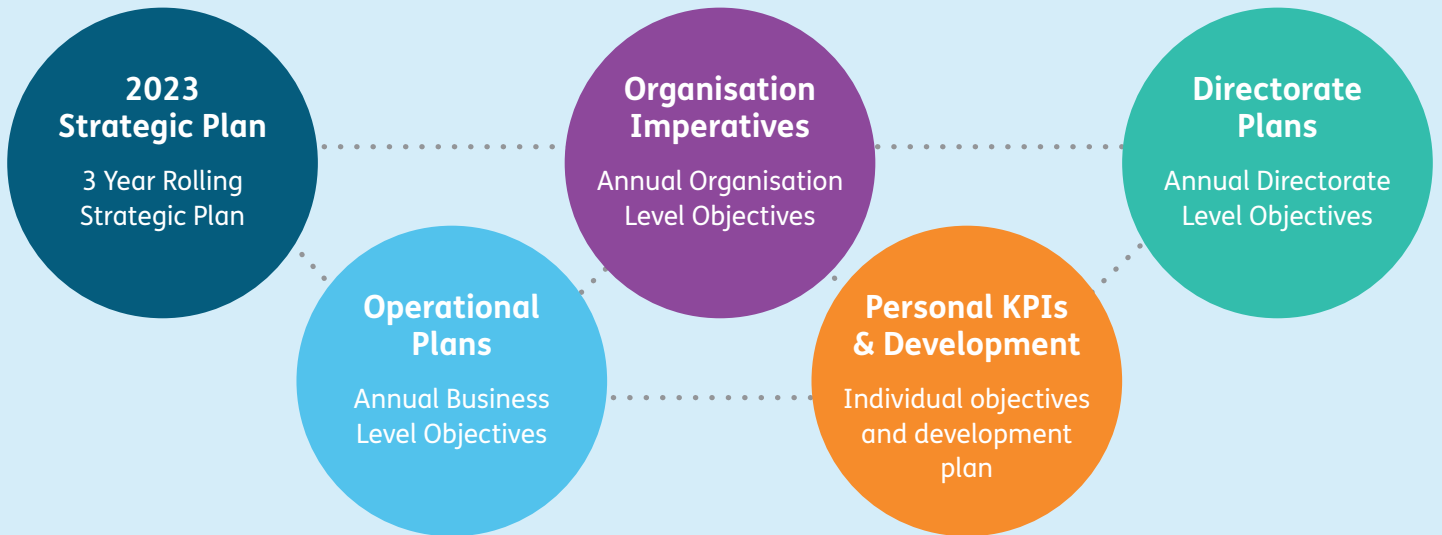 2023
Strategic Plan
3 Year Rolling
Strategic Plan
Organisation
Imperatives
Annual Organisation
Level Objectives
Directorate
Plans
Annual Directorate
Level Objectives
Operational
Plans
Annual Business
Level Objectives
Personal KPIs
& Development
Individual objectives
and development
plan